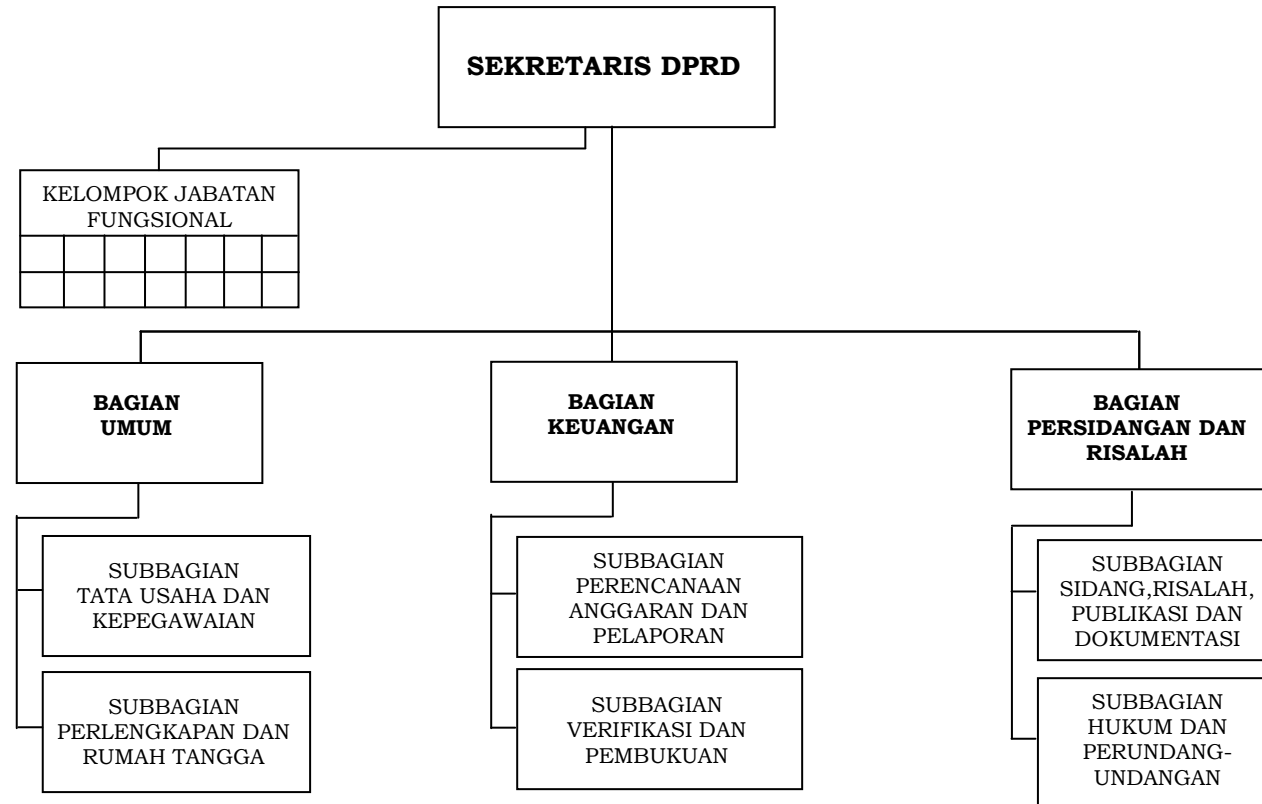 SEKRETARIS DPRD
KELOMPOK JABATAN
FUNGSIONAL
BAGIAN
UMUM
BAGIAN
KEUANGAN
BAGIAN
PERSIDANGAN DAN
RISALAH
SUBBAGIAN
TATA USAHA DAN
KEPEGAWAIAN
SUBBAGIAN
PERENCANAAN
ANGGARAN DAN
PELAPORAN
SUBBAGIAN
SIDANG,RISALAH,
PUBLIKASI DAN
DOKUMENTASI
SUBBAGIAN
PERLENGKAPAN DAN
RUMAH TANGGA
SUBBAGIAN
VERIFIKASI DAN
PEMBUKUAN
SUBBAGIAN
HUKUM DAN
PERUNDANG-
UNDANGAN